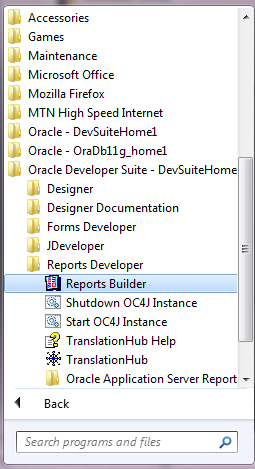 Accessories
Games
Maintenance
Microsoft Office
Mozilla Firefox
MTN High Speed Internet
Oracle - DevSuiteHome1
Oracle - OraDb11g_home1
Oracle Developer Suite - DevSuiteHome
Designer
Designer Documentation
Forms Developer
JDeveloper
Reports Developer
Reports Builder
Shutdown OC4J Instance
Start OC4J Instance
TranslationHub Help
TranslationHub
Oracle Application Server Report
Back
Search programs and files